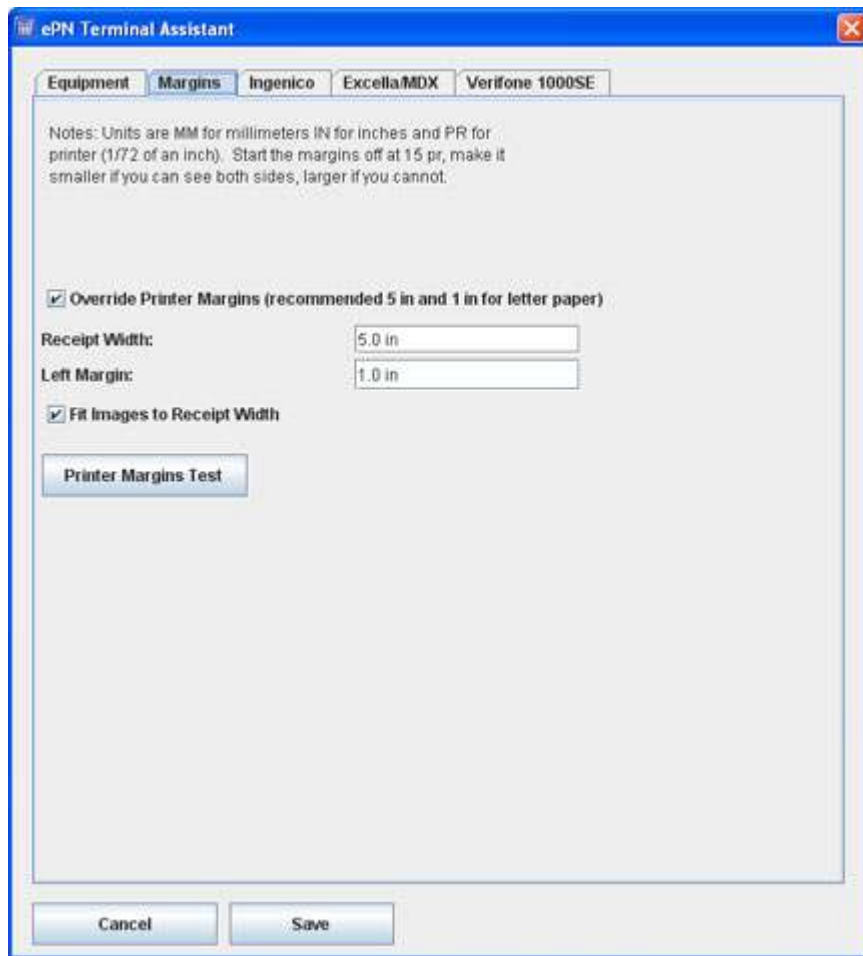 ePN Terminal Assistant
Equipment Margins Ingenico Excella/MDX Verifone 1000SE
Notes: Units are MM for millimeters IN for inches and PR for
printer (1/72 of an inch). Start the margins off at 15 pr, make it
smaller if you can see both sides, larger if you cannot.
Override Printer Margins (recommended 5 in and 1 in for letter paper)
Receipt Width: 5.0 in
Left Margin: 1.0 in
Fit Images to Receipt Width
Printer Margins Test
Cancel Save